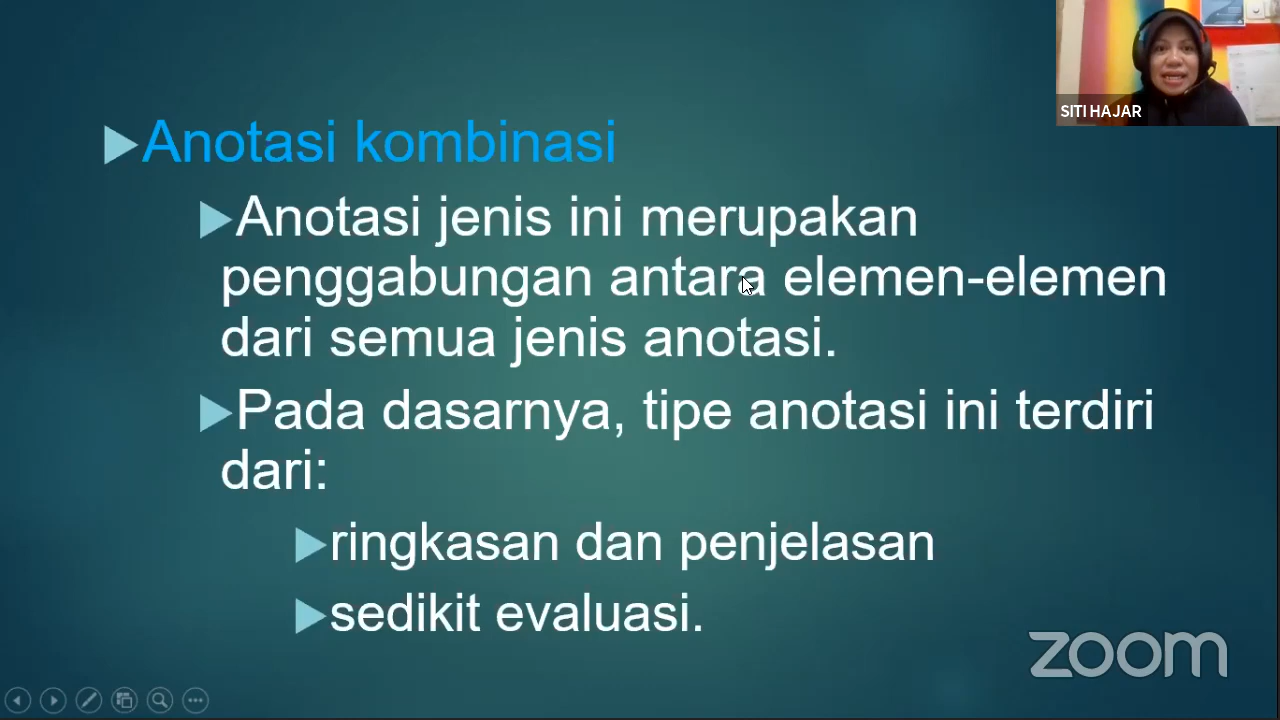 SITI HAJAR
Anotasi kombinasi
Anotasi jenis ini merupakan
penggabungan antara elemen-elemen
dari semua jenis anotasi.
Pada dasarnya, tipe anotasi ini terdiri
dari:
ringkasan dan penjelasan
sedikit evaluasi.
zoom